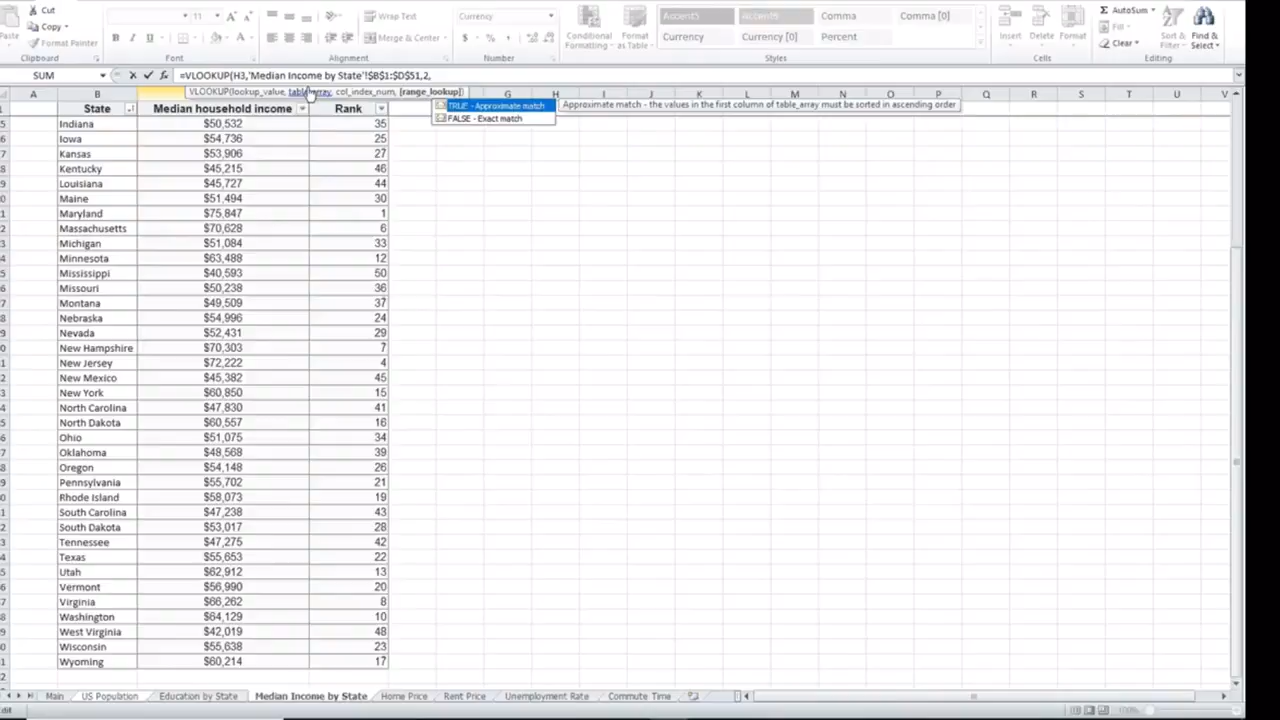 Cut
Copy
Paste
Format Painter
Clipboard
11
B I U
Font
Wrap Text
Merge & Center
Alignment
Currency
$ % ,
Number
Conditional Formatting
Format as Table
Accent5
Accent6
Comma
Comma [0]
Currency
Currency [0]
Percent
Styles
Insert
Delete
Format
Cells
AutoSum
Fill
Clear
Sort & Filter
Find & Select
Editing
SUM
=VLOOKUP(H3,'Median Income by State'!$B$1:$D$51,2,
VLOOKUP(lookup_value, table_array, col_index_num, [range_lookup])
TRUE - Approximate match
FALSE - Exact match
Approximate match - the values in the first column of table_array must be sorted in ascending order
A B G H I J K L M N O P Q R S T U V
State Median household income Rank
Indiana $50,532 35
Iowa $54,736 25
Kansas $53,906 27
Kentucky $45,215 46
Louisiana $45,727 44
Maine $51,494 30
Maryland $75,847 1
Massachusetts $70,628 6
Michigan $51,084 33
Minnesota $63,488 12
Mississippi $40,593 50
Missouri $50,238 36
Montana $49,509 37
Nebraska $54,996 24
Nevada $52,431 29
New Hampshire $70,303 7
New Jersey $72,222 4
New Mexico $45,382 45
New York $60,850 15
North Carolina $47,830 41
North Dakota $60,557 16
Ohio $51,075 34
Oklahoma $48,568 39
Oregon $54,148 26
Pennsylvania $55,702 21
Rhode Island $58,073 19
South Carolina $47,238 43
South Dakota $53,017 28
Tennessee $47,275 42
Texas $55,653 22
Utah $62,912 13
Vermont $56,990 20
Virginia $66,262 8
Washington $64,129 10
West Virginia $42,019 48
Wisconsin $55,638 23
Wyoming $60,214 17
Main US Population Education by State Median Income by State Home Price Rent Price Unemployment Rate Commute Time